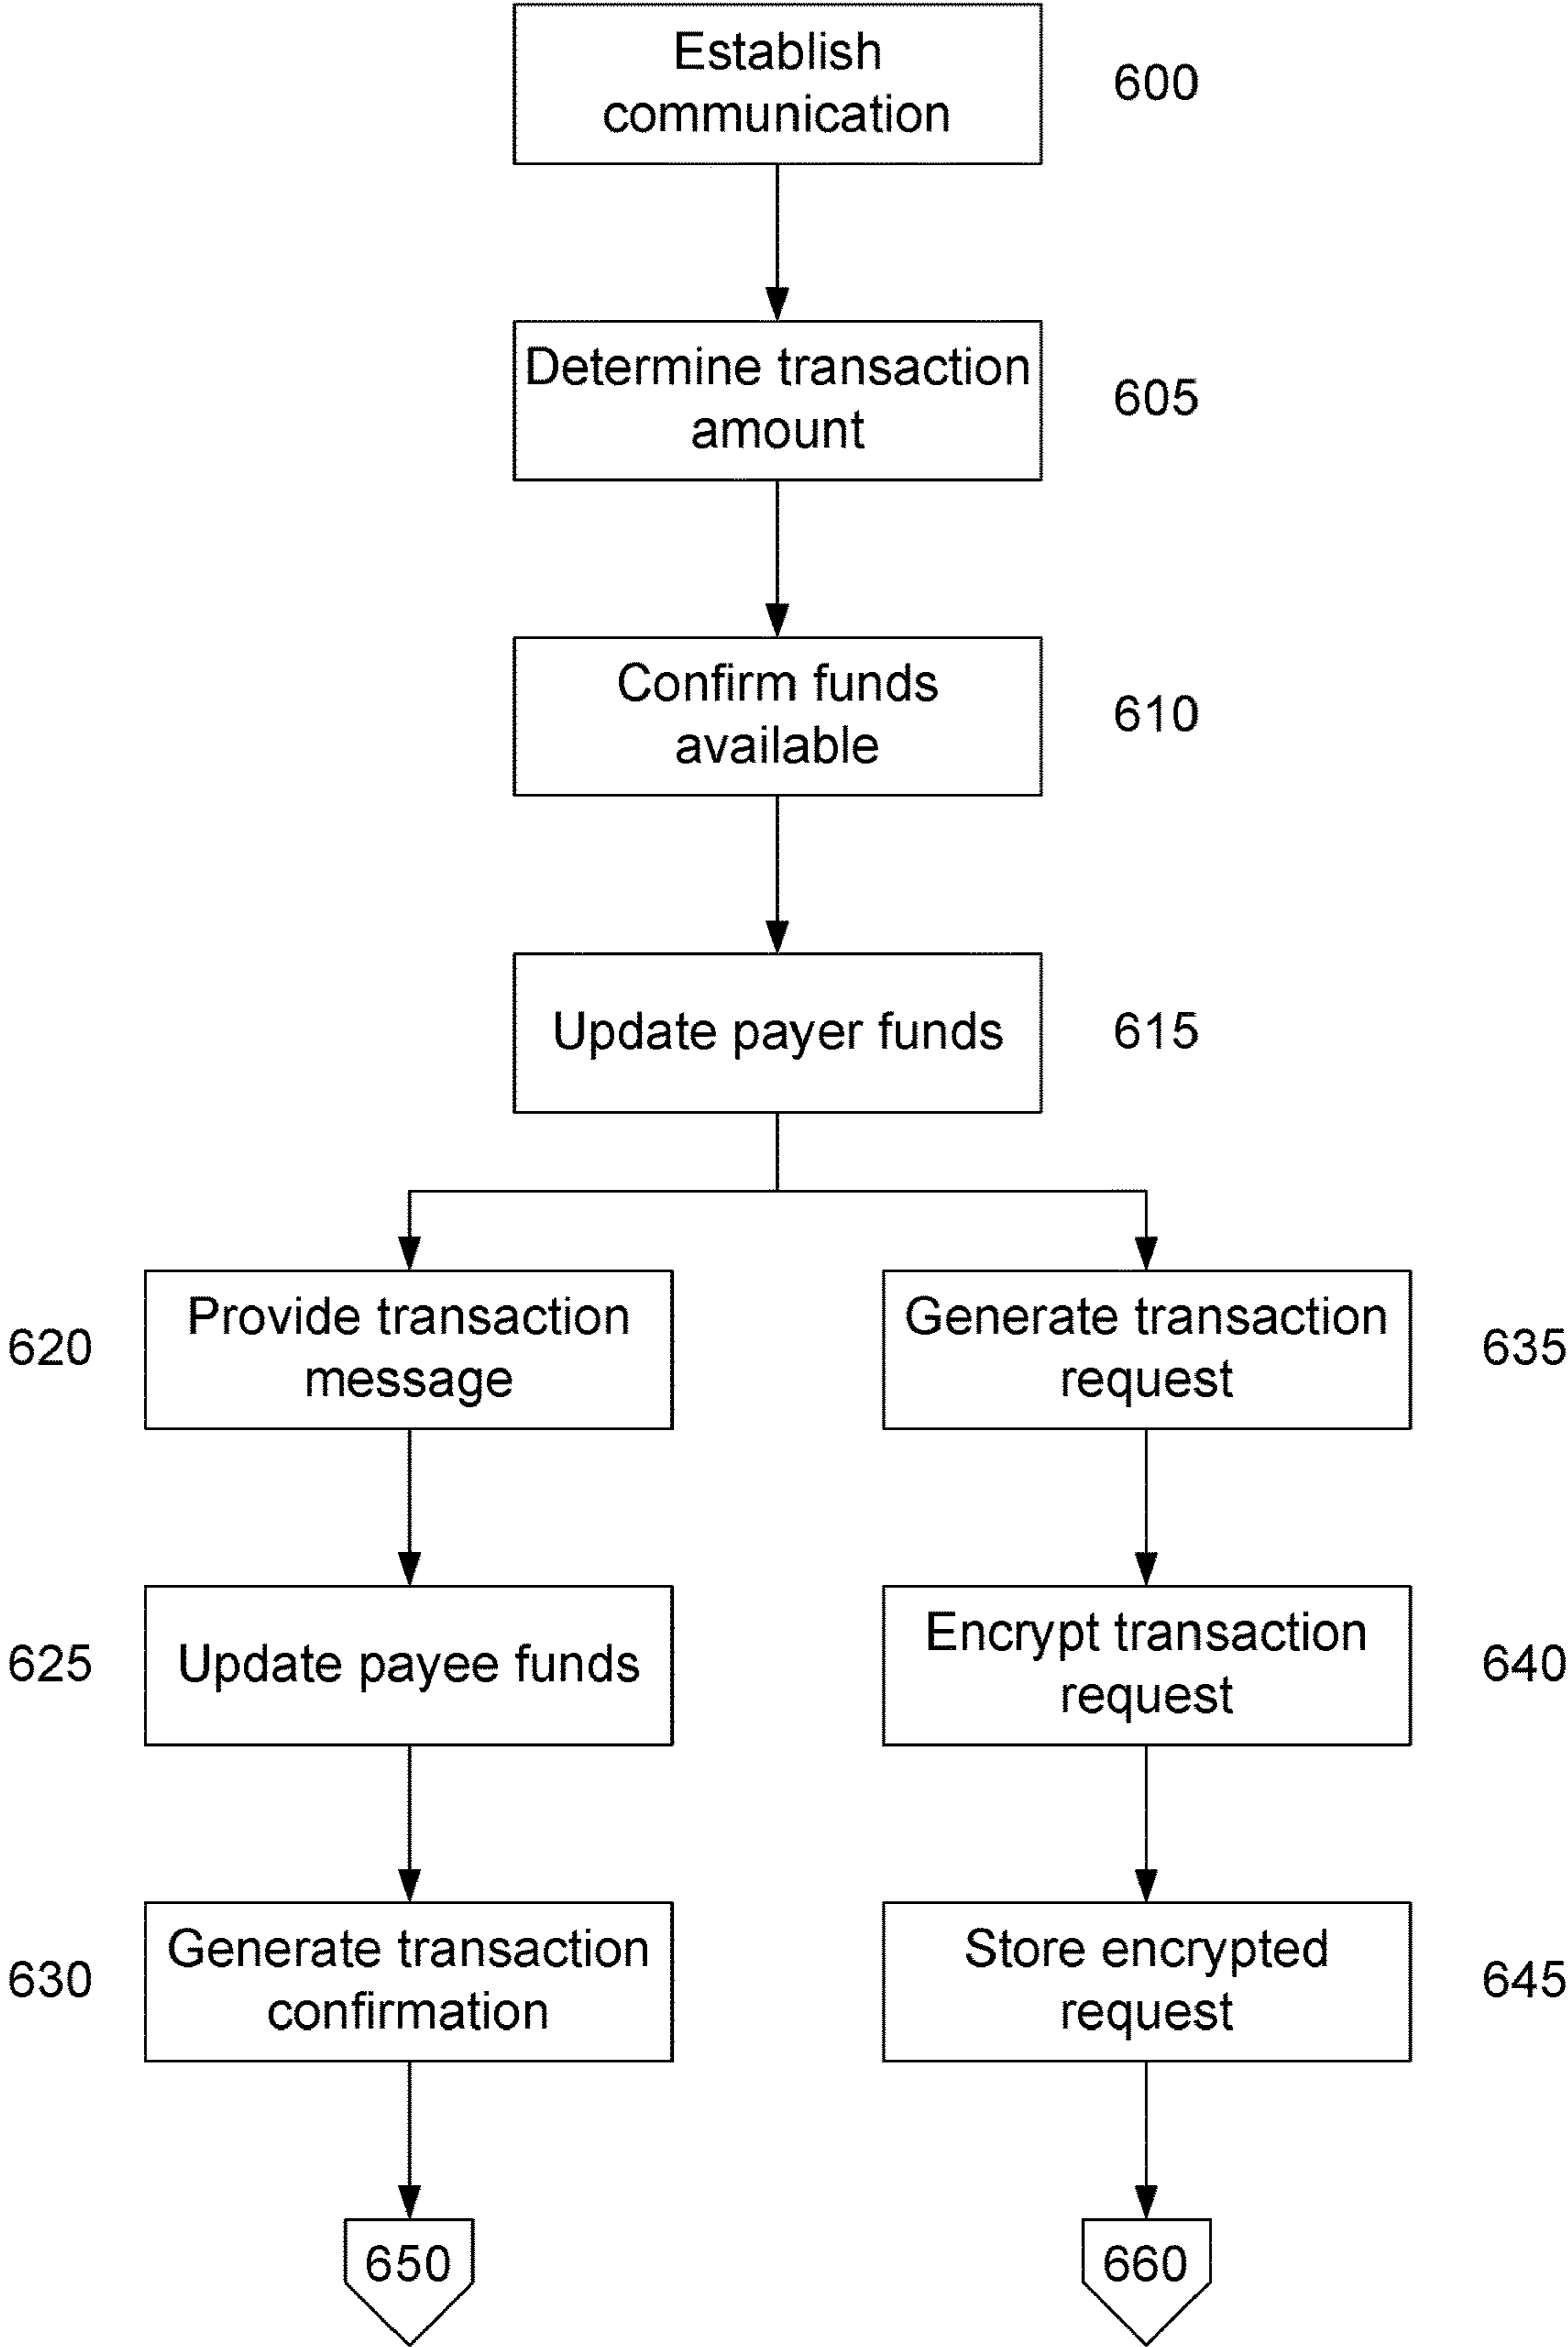 Establish
communication
600
Determine transaction
amount
605
Confirm funds
available
610
Update payer funds
615
620
Provide transaction
message
Generate transaction
request
635
625
Update payee funds
Encrypt transaction
request
640
630
Generate transaction
confirmation
Store encrypted
request
645
650
660